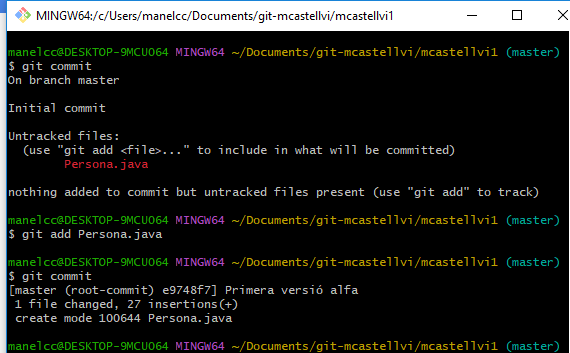 MINGW64:/c/Users/manelcc/Documents/git-mcastellvi/mcastellvi1
manelcc@DESKTOP-9MCUO64 MINGW64 ~/Documents/git-mcastellvi/mcastellvi1 (master)
$ git commit
On branch master
Initial commit
Untracked files:
(use "git add <file>..." to include in what will be committed)
Persona.java
nothing added to commit but untracked files present (use "git add" to track)
manelcc@DESKTOP-9MCUO64 MINGW64 ~/Documents/git-mcastellvi/mcastellvi1 (master)
$ git add Persona.java
manelcc@DESKTOP-9MCUO64 MINGW64 ~/Documents/git-mcastellvi/mcastellvi1 (master)
$ git commit
[master (root-commit) e9748f7] Primera versió alfa
1 file changed, 27 insertions(+)
create mode 100644 Persona.java
manelcc@DESKTOP-9MCUO64 MINGW64 ~/Documents/git-mcastellvi/mcastellvi1 (master)